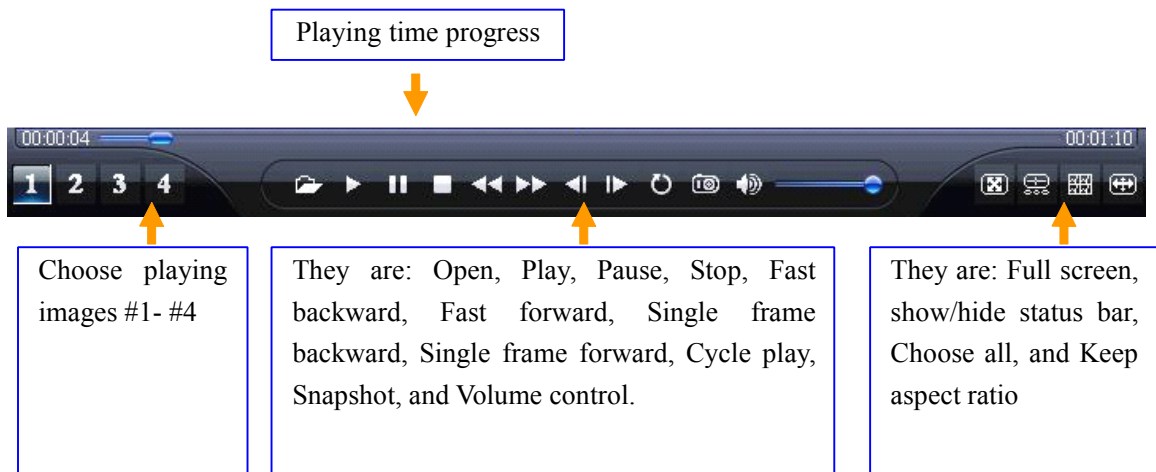 Playing time progress
00:00:04
00:01:10
1 2 3 4
Choose playing
images #1- #4
They are: Open, Play, Pause, Stop, Fast
backward, Fast forward, Single frame
backward, Single frame forward, Cycle play,
Snapshot, and Volume control.
They are: Full screen,
show/hide status bar,
Choose all, and Keep
aspect ratio